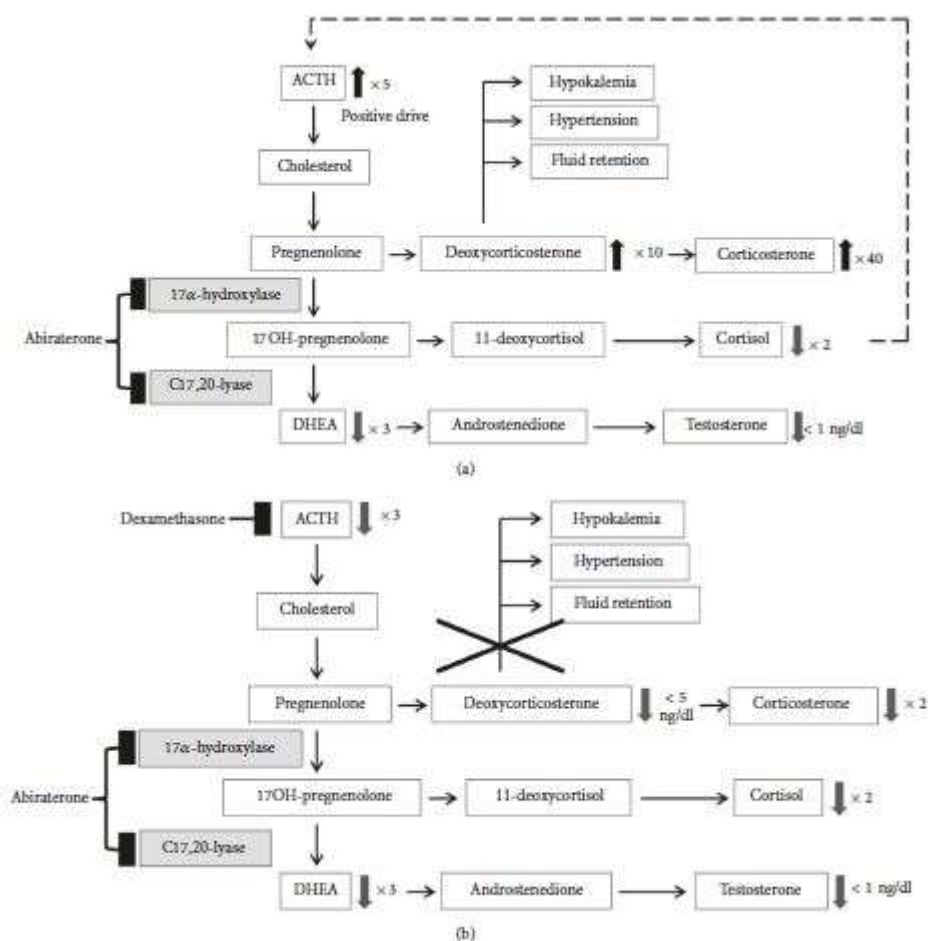 ACTH × 5
Positive drive
Hypokalemia
Hypertension
Cholesterol
Fluid retention
Pregnenolone Deoxycorticosterone × 10 Corticosterone × 40
17α-hydroxylase
Abiraterone 17OH-pregnenolone 11-deoxycortisol Cortisol × 2
C17,20-lyase
DHEA × 3 Androstenedione Testosterone < 1 ng/dl
(a)
Dexamethasone ACTH × 3 Hypokalemia
Hypertension
Cholesterol Fluid retention
Pregnenolone Deoxycorticosterone < 5 ng/dl Corticosterone × 2
17α-hydroxylase
Abiraterone 17OH-pregnenolone 11-deoxycortisol Cortisol × 2
C17,20-lyase
DHEA × 3 Androstenedione Testosterone < 1 ng/dl
(b)